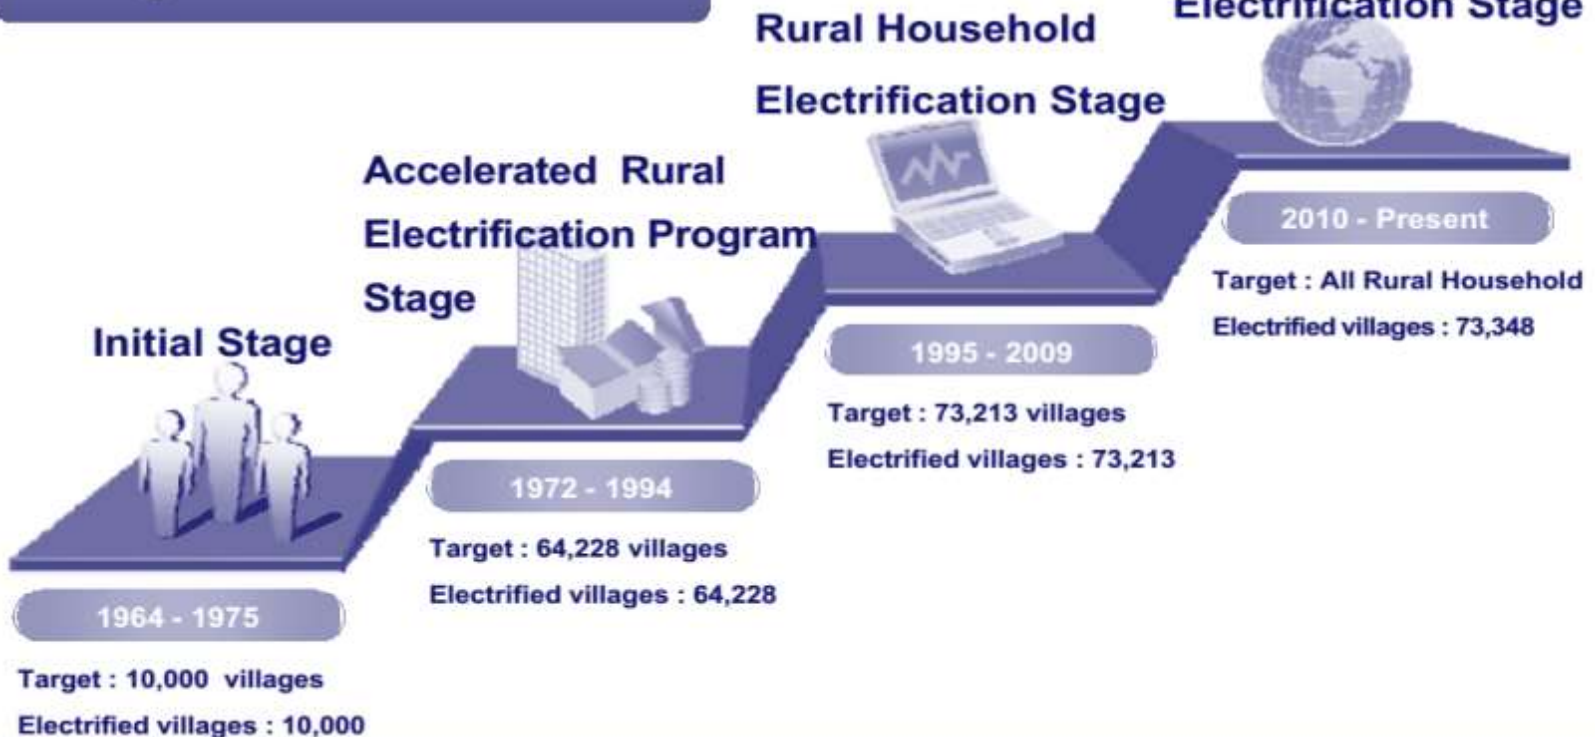 Electrification Stage
Rural Household
Electrification Stage
Accelerated Rural
Electrification Program
Stage
Initial Stage
2010 - Present
Target : All Rural Household
Electrified villages : 73,348
1995 - 2009
Target : 73,213 villages
Electrified villages : 73,213
1972 - 1994
Target : 64,228 villages
Electrified villages : 64,228
1964 - 1975
Target : 10,000 villages
Electrified villages : 10,000